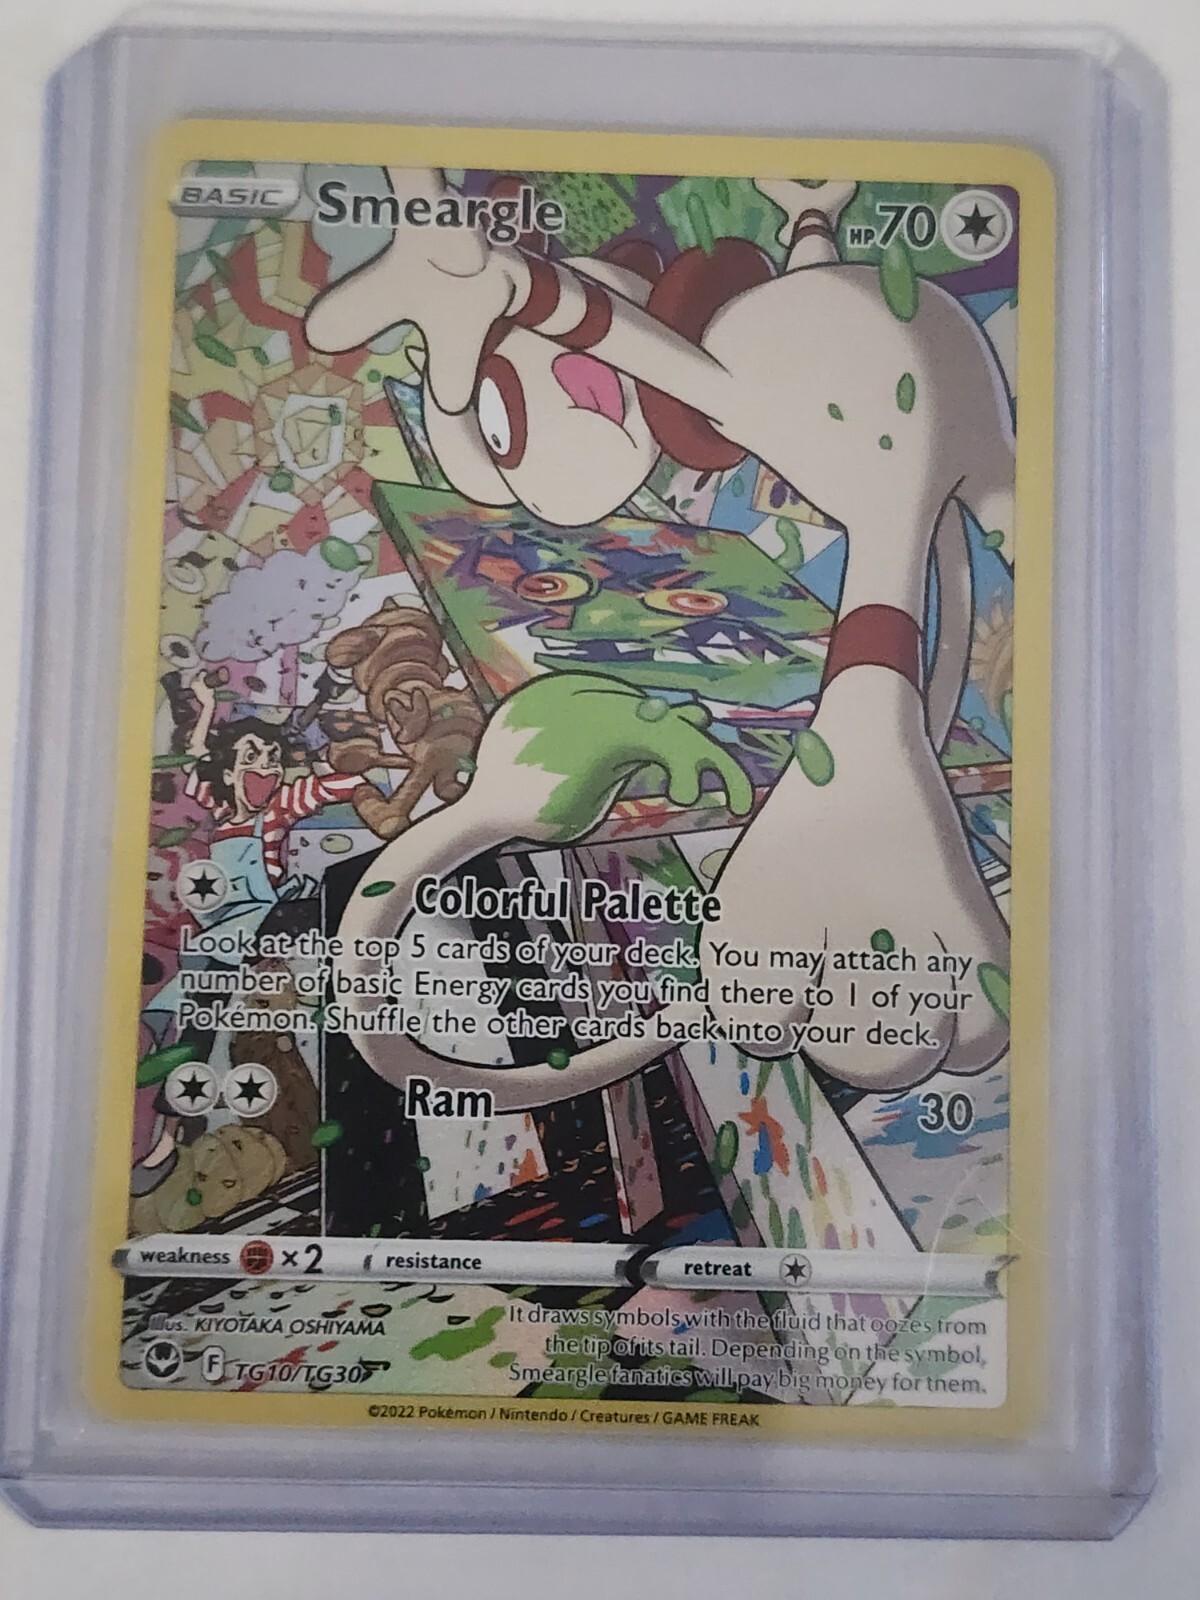 BASIC Smeargle HP 70
Colorful Palette
Look at the top 5 cards of your deck. You may attach any
number of basic Energy cards you find there to 1 of your
Pokémon. Shuffle the other cards back into your deck.
Ram 30
weakness ×2 resistance retreat
Illus. KIYOTAKA OSHIYAMA
F TG10/TG30
It draws symbols with the fluid that oozes from
the tip of its tail. Depending on the symbol,
Smeargle fanatics will pay big money for them.
©2022 Pokémon / Nintendo / Creatures / GAME FREAK